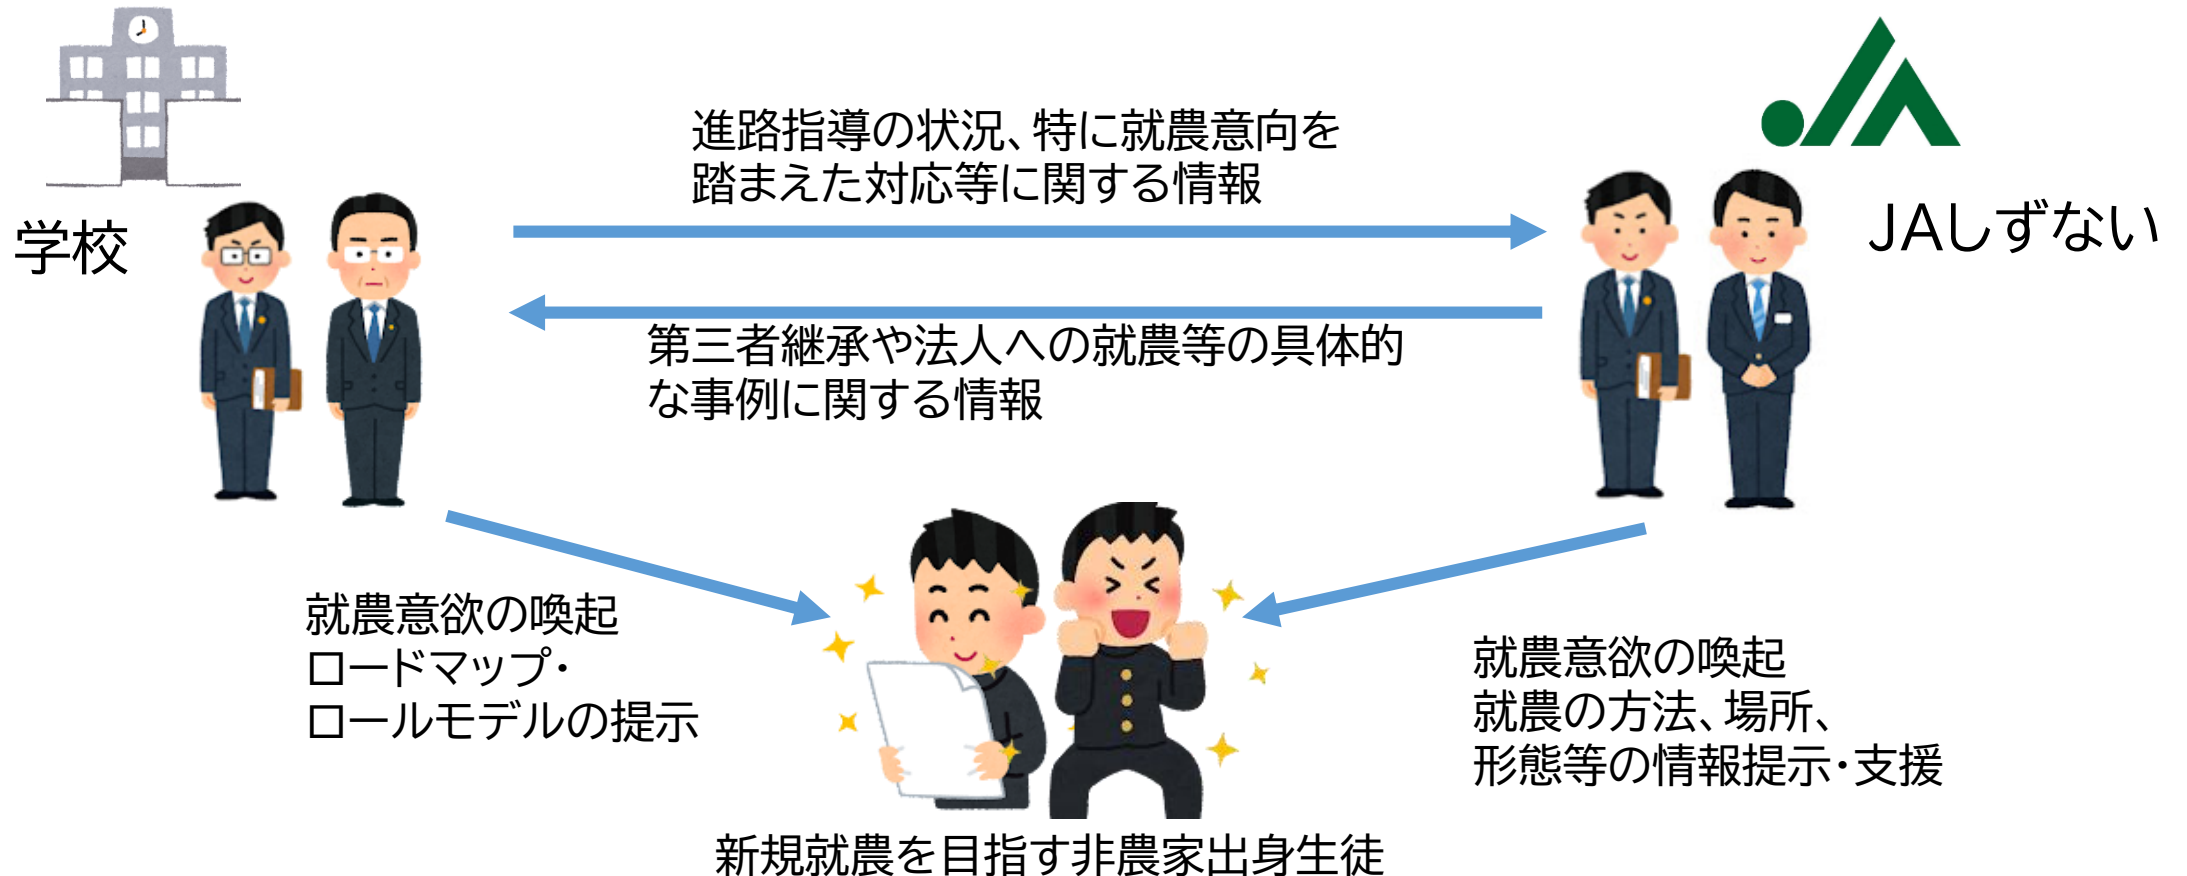 進路指導の状況、特に就農意向を
踏まえた対応等に関する情報
学校
JAしずない
第三者継承や法人への就農等の具体的
な事例に関する情報
就農意欲の喚起
ロードマップ・
ロールモデルの提示
就農意欲の喚起
就農の方法、場所、
形態等の情報提示・支援
新規就農を目指す非農家出身生徒